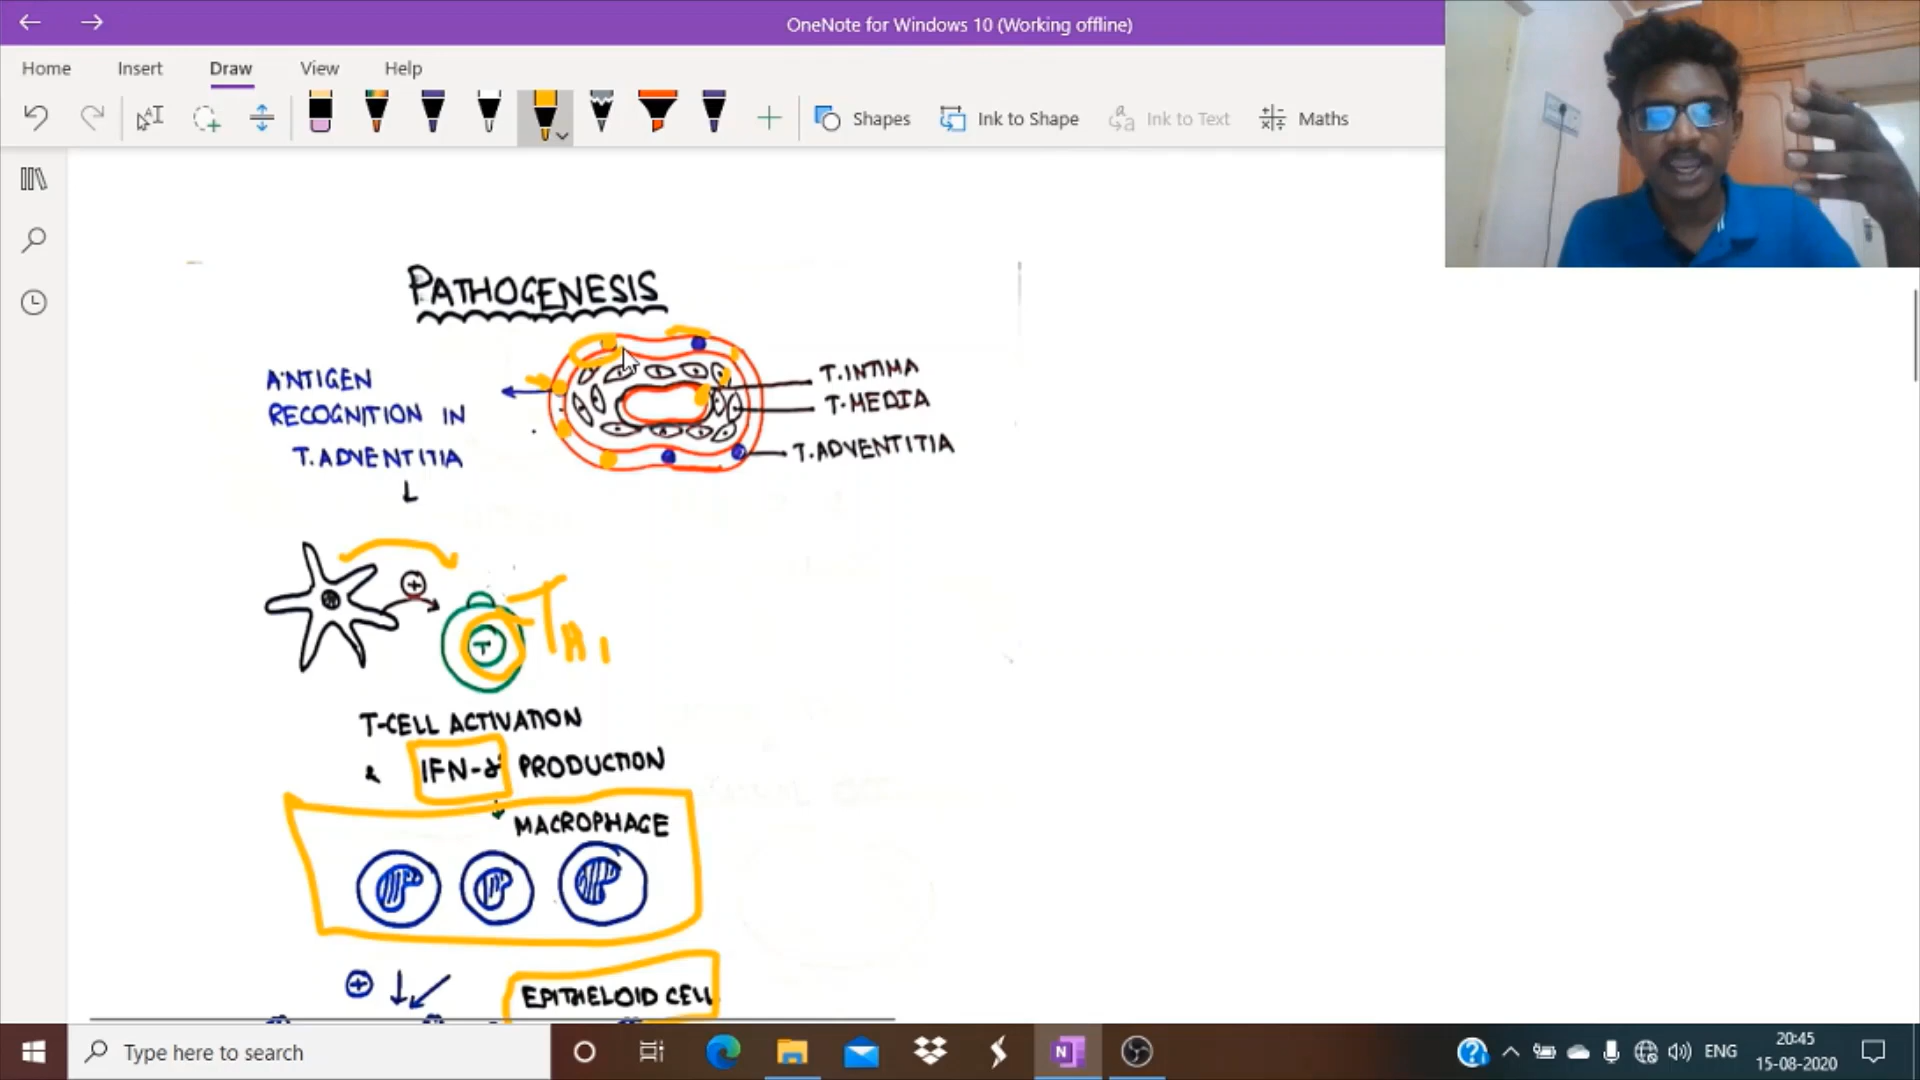 OneNote for Windows 10 (Working offline)
Home Insert Draw View Help
Shapes Ink to Shape Ink to Text Maths
PATHOGENESIS
ANTIGEN
RECOGNITION IN
T. ADVENTITIA
T. INTIMA
T. MEDIA
T. ADVENTITIA
T
TH1
T-CELL ACTIVATION
& IFN-γ PRODUCTION
MACROPHAGE
EPITHELOID CELL
Type here to search
ENG
20:45
15-08-2020